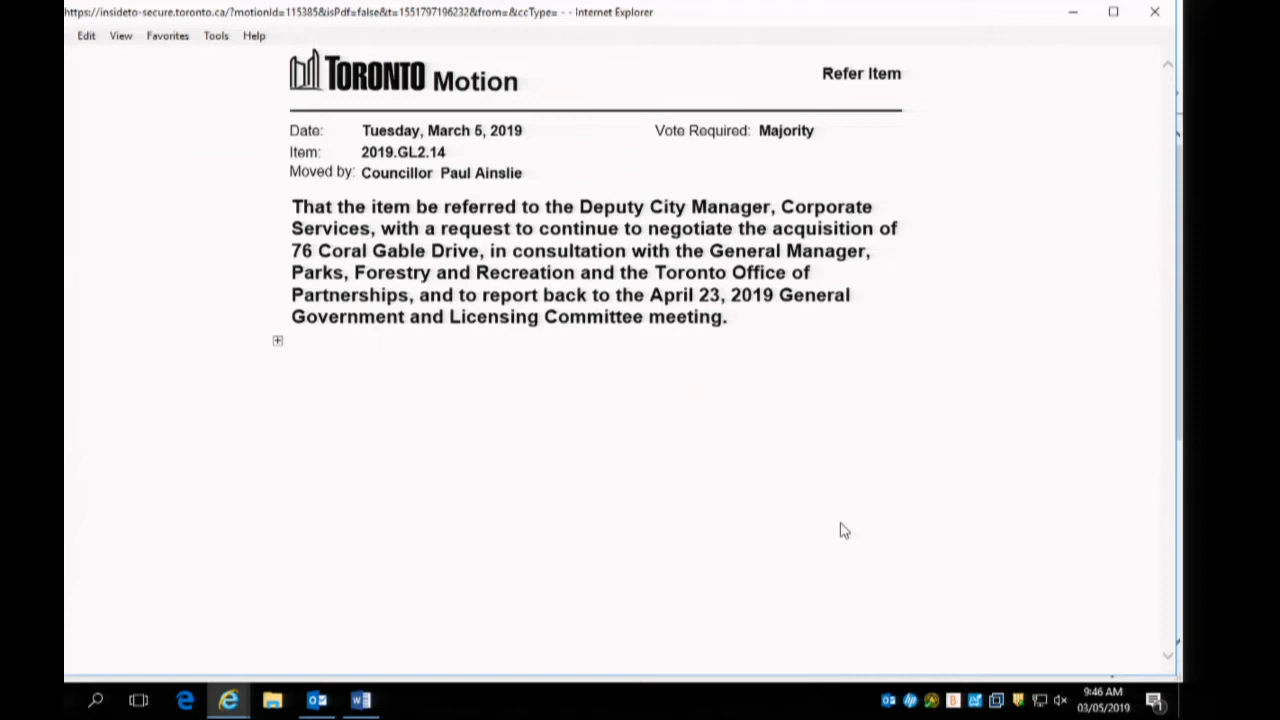 https://insideto-secure.toronto.ca/?motionId=115385&isPdf=false&t=1551797196232&from=&ccType= - - Internet Explorer
Edit View Favorites Tools Help
TORONTO Motion
Refer Item
Date: Tuesday, March 5, 2019
Vote Required: Majority
Item: 2019.GL2.14
Moved by: Councillor Paul Ainslie
That the item be referred to the Deputy City Manager, Corporate
Services, with a request to continue to negotiate the acquisition of
76 Coral Gable Drive, in consultation with the General Manager,
Parks, Forestry and Recreation and the Toronto Office of
Partnerships, and to report back to the April 23, 2019 General
Government and Licensing Committee meeting.
9:46 AM
03/05/2019